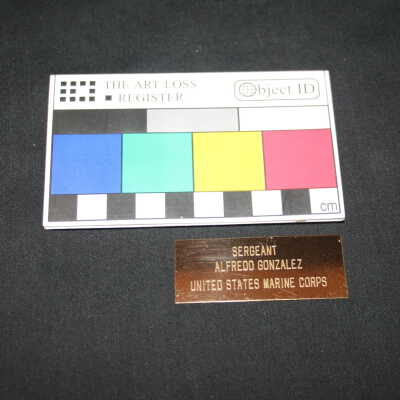 THE ART LOSS
REGISTER
Object ID
cm
SERGEANT
ALFREDO GONZALEZ
UNITED STATES MARINE CORPS